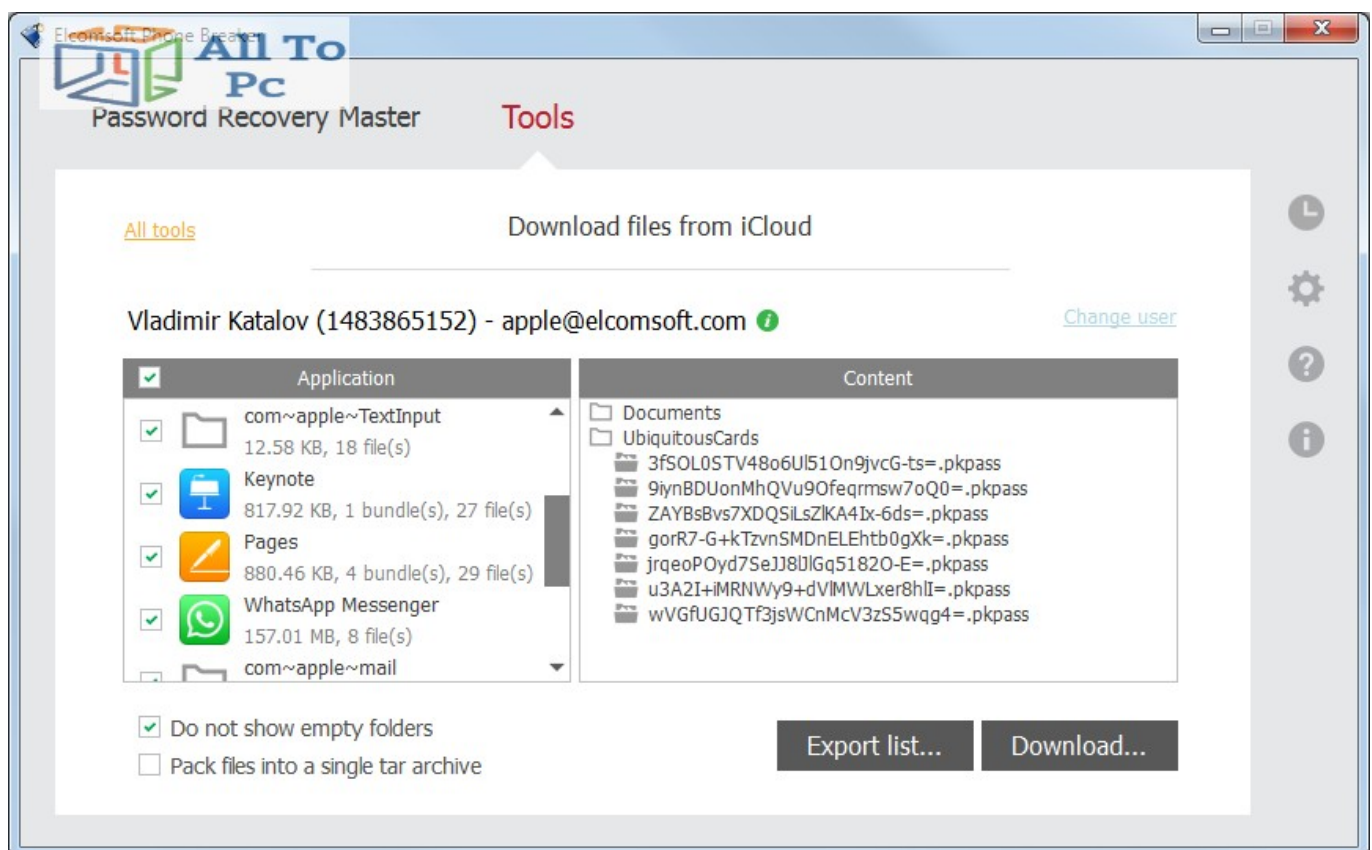 Elcomsoft Phone Breaker
All To
Pc
Password Recovery Master
Tools
All tools
Download files from iCloud
Vladimir Katalov (1483865152) - apple@elcomsoft.com
Change user
Application
Content
com~apple~TextInput
12.58 KB, 18 file(s)
Keynote
817.92 KB, 1 bundle(s), 27 file(s)
Pages
880.46 KB, 4 bundle(s), 29 file(s)
WhatsApp Messenger
157.01 MB, 8 file(s)
com~apple~mail
Documents
UbiquitousCards
3fSOL0STV48o6Ul51On9jvcG-ts=.pkpass
9iynBDUonMhQVu9Ofeqrmsw7oQ0=.pkpass
ZAYBsBvs7XDQSiLsZlKA4Ix-6ds=.pkpass
gorR7-G+kTzvnSMDnELEhtb0gXk=.pkpass
jrqeoPOyd7SeJJ8lJlGq5182O-E=.pkpass
u3A2I+iMRNWy9+dVlMWLxer8hlI=.pkpass
wVGfUGJQTf3jsWCnMcV3zS5wqg4=.pkpass
Do not show empty folders
Pack files into a single tar archive
Export list...
Download...